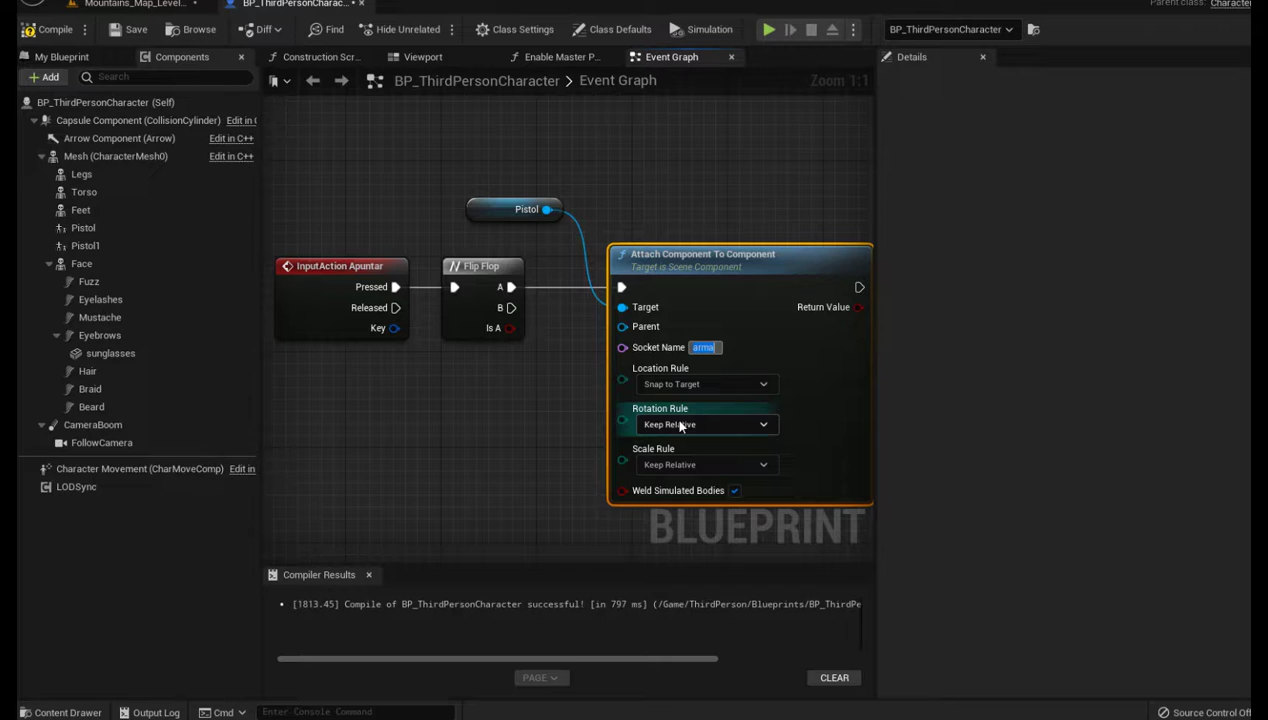 Mountains_Map_Level...
BP_ThirdPersonCharac...
Parent class: Character
Compile
Save
Browse
Diff
Find
Hide Unrelated
Class Settings
Class Defaults
Simulation
BP_ThirdPersonCharacter
My Blueprint
Components
Construction Scr...
Viewport
Enable Master P...
Event Graph
Details
Add
Search
BP_ThirdPersonCharacter > Event Graph
Zoom 1:1
BP_ThirdPersonCharacter (Self)
Capsule Component (CollisionCylinder) Edit in C
Arrow Component (Arrow) Edit in C++
Mesh (CharacterMesh0) Edit in C++
Legs
Torso
Feet
Pistol
Pistol1
Face
Fuzz
Eyelashes
Mustache
Eyebrows
sunglasses
Hair
Braid
Beard
CameraBoom
FollowCamera
Character Movement (CharMoveComp) Edit in
LODSync
Pistol
InputAction Apuntar
Pressed
Released
Key
Flip Flop
A
B
Is A
Attach Component To Component
Target is Scene Component
Target
Return Value
Parent
Socket Name arma
Location Rule
Snap to Target
Rotation Rule
Keep Relative
Scale Rule
Keep Relative
Weld Simulated Bodies
BLUEPRINT
Compiler Results
[1813.45] Compile of BP_ThirdPersonCharacter successful! [in 797 ms] (/Game/ThirdPerson/Blueprints/BP_ThirdPe
PAGE
CLEAR
Content Drawer
Output Log
Cmd
Enter Console Command
Source Control Off